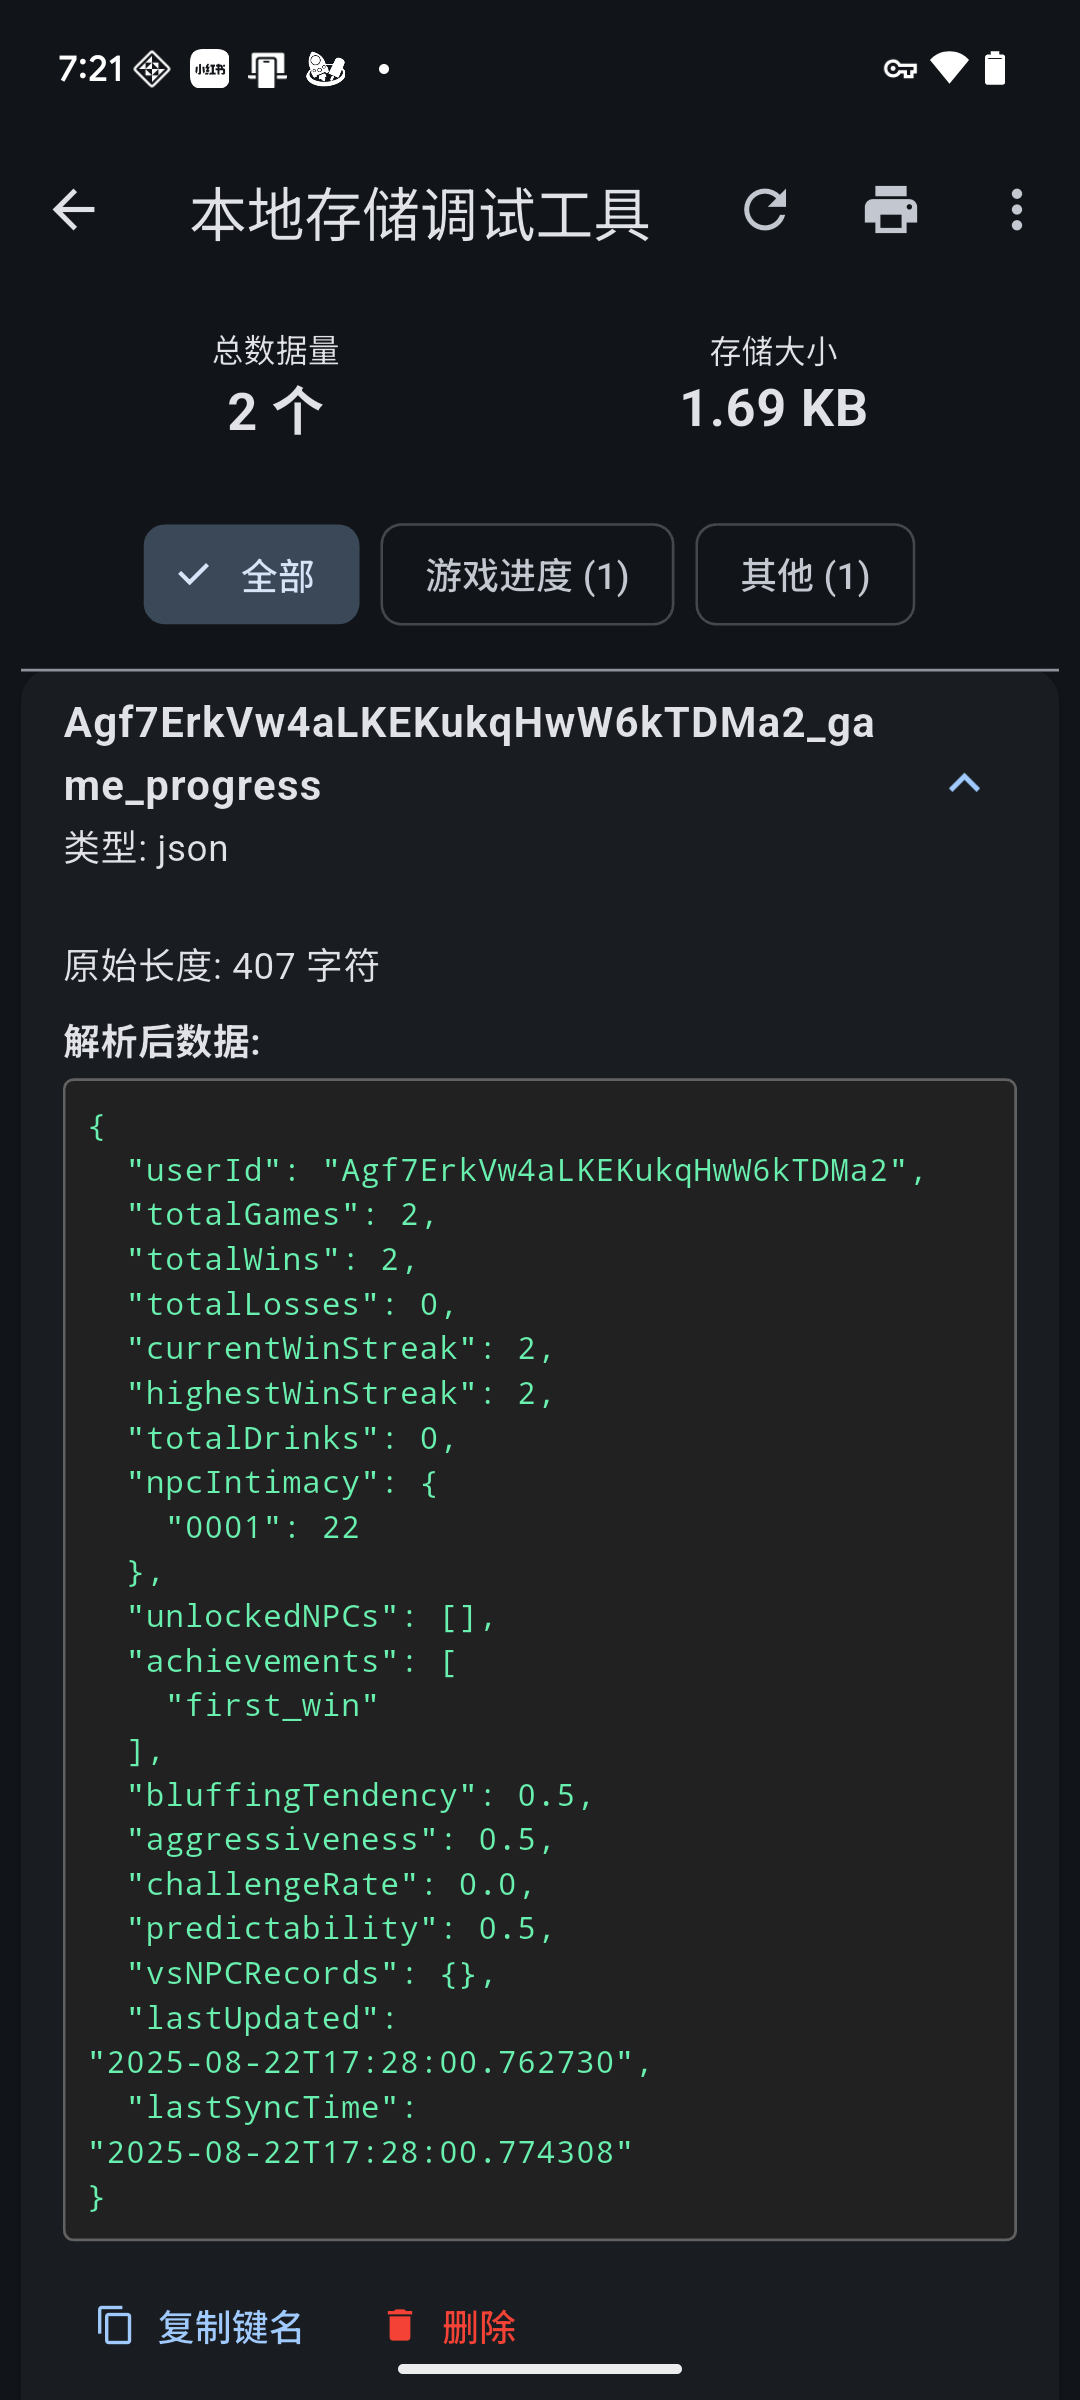 7:21
小红书
本地存储调试工具
总数据量
存储大小
2 个
1.69 KB
全部
游戏进度 (1)
其他 (1)
Agf7ErkVw4aLKEKukqHwW6kTDMa2_ga
me_progress
类型: json
原始长度: 407 字符
解析后数据:
{
  "userId": "Agf7ErkVw4aLKEKukqHwW6kTDMa2",
  "totalGames": 2,
  "totalWins": 2,
  "totalLosses": 0,
  "currentWinStreak": 2,
  "highestWinStreak": 2,
  "totalDrinks": 0,
  "npcIntimacy": {
    "0001": 22
  },
  "unlockedNPCs": [],
  "achievements": [
    "first_win"
  ],
  "bluffingTendency": 0.5,
  "aggressiveness": 0.5,
  "challengeRate": 0.0,
  "predictability": 0.5,
  "vsNPCRecords": {},
  "lastUpdated":
"2025-08-22T17:28:00.762730",
  "lastSyncTime":
"2025-08-22T17:28:00.774308"
}
复制键名
删除